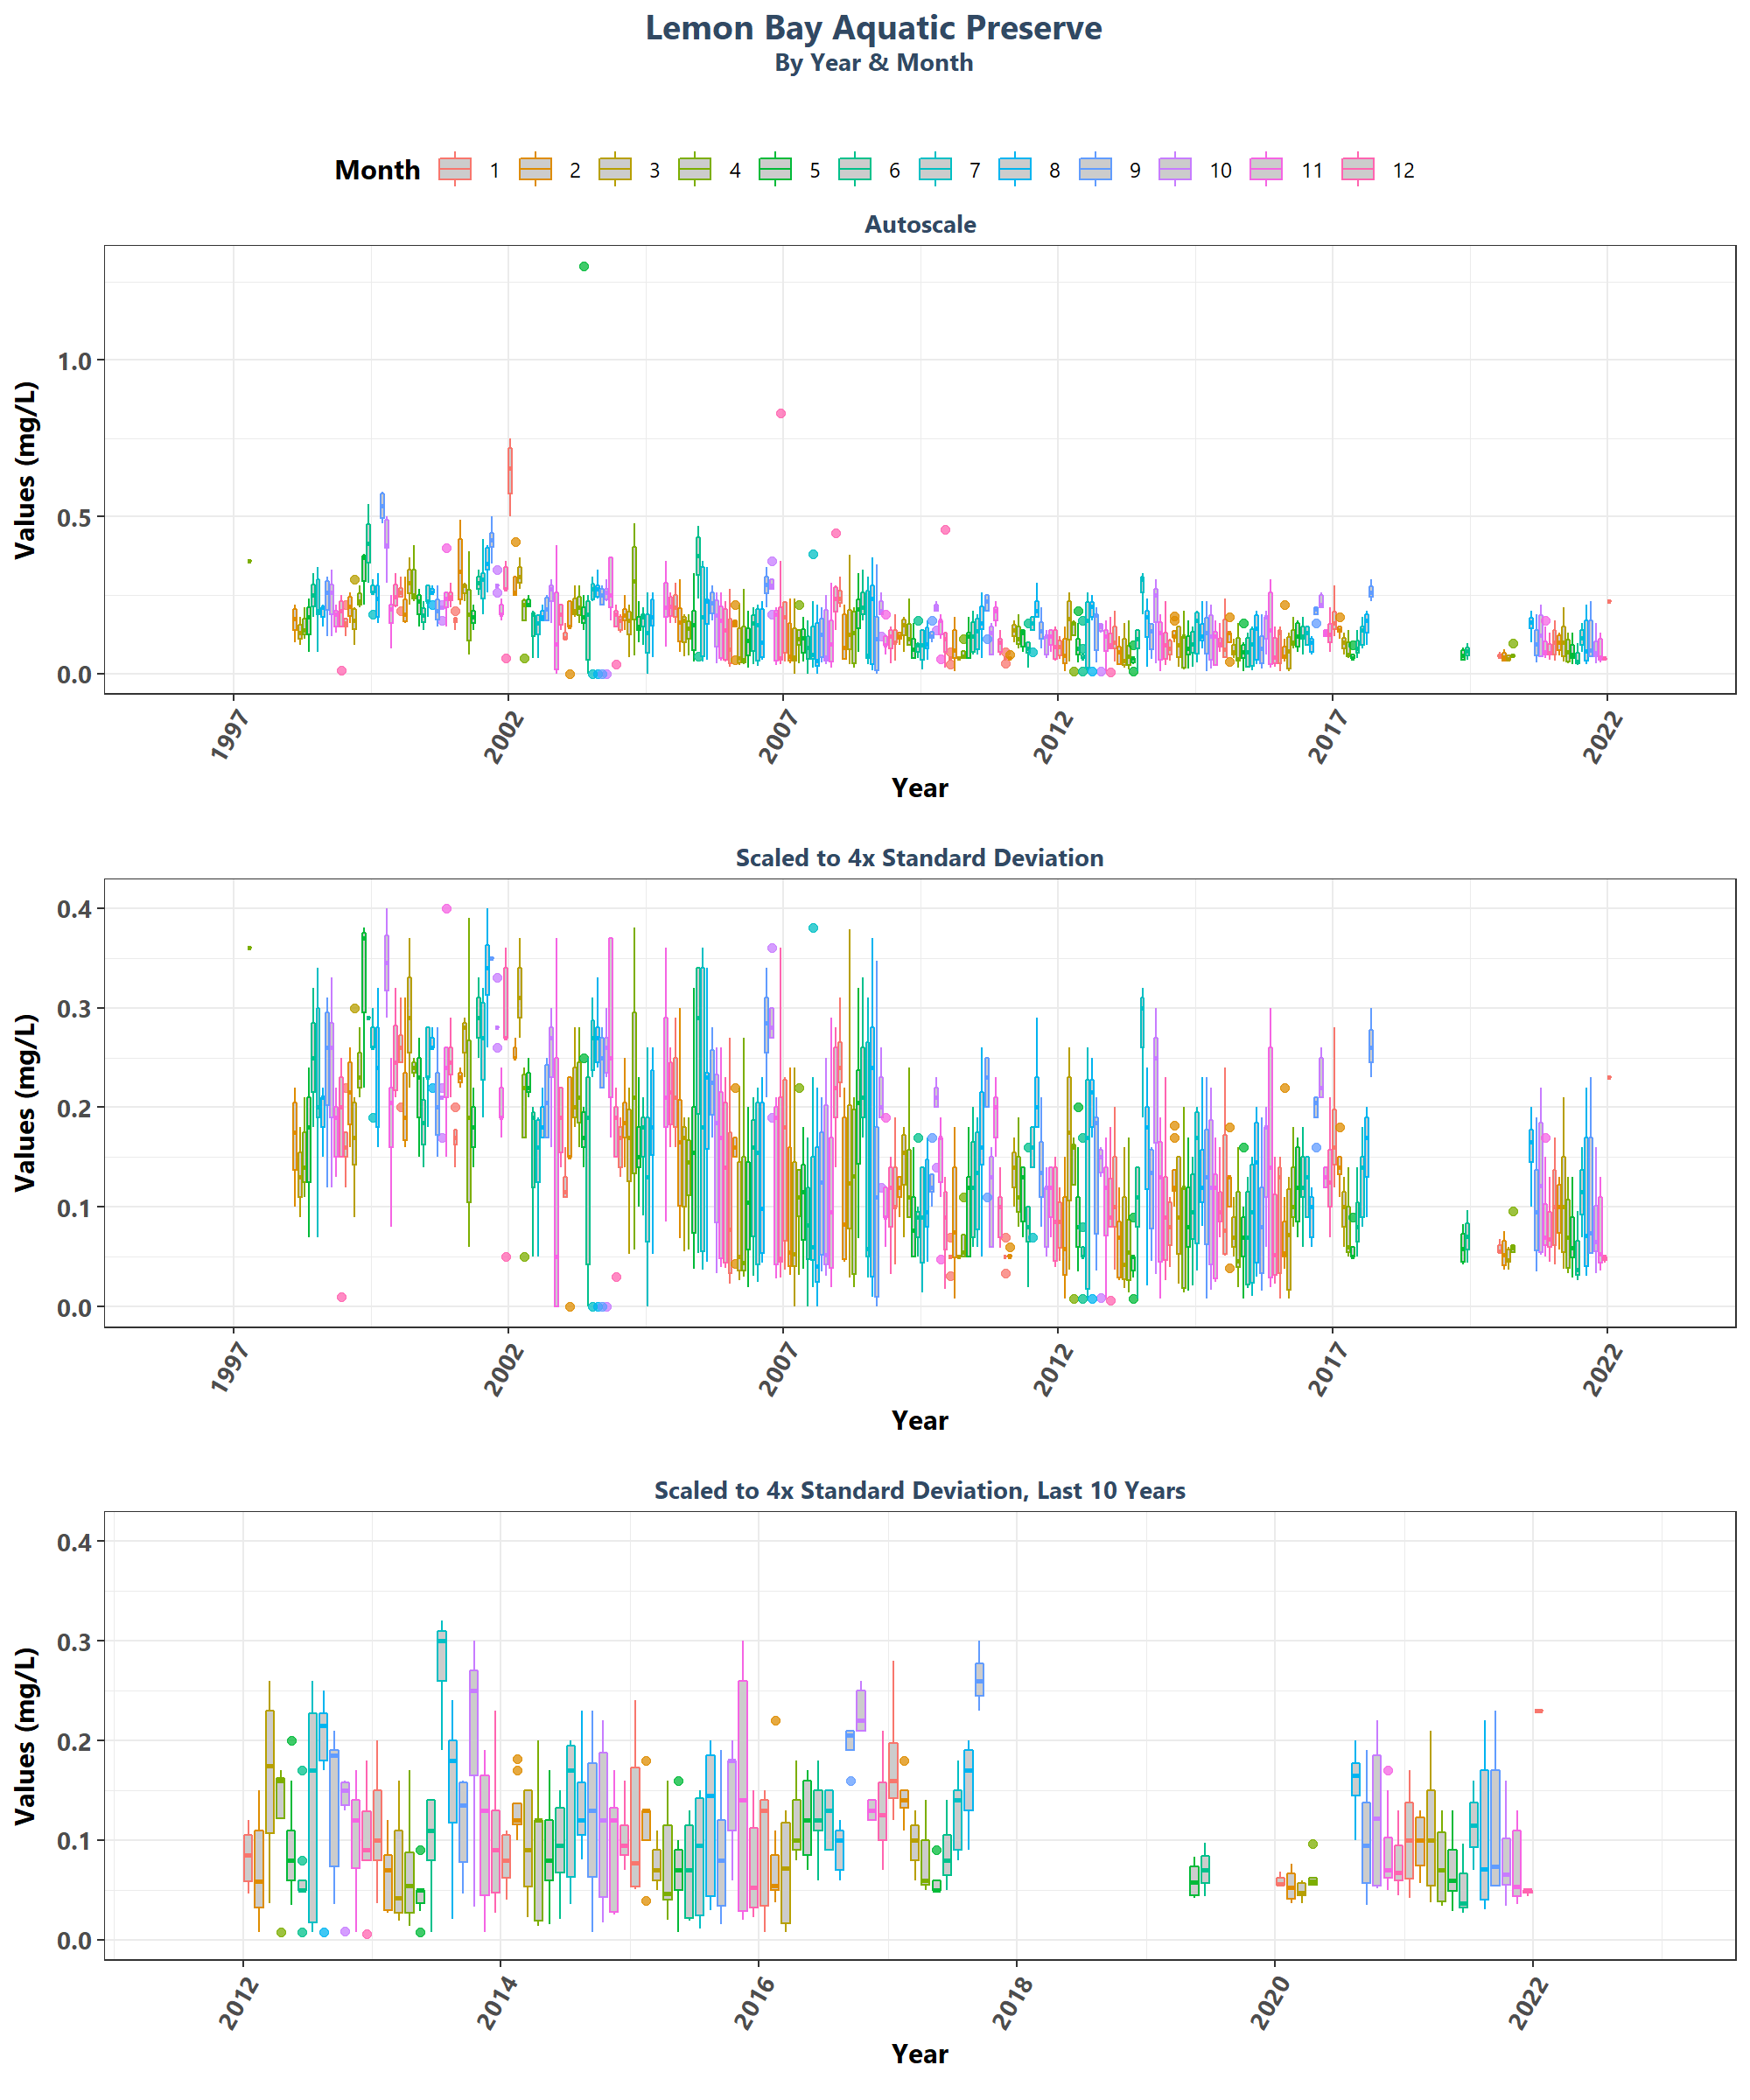 Lemon Bay Aquatic Preserve
By Year & Month
Month 1 2 3 4 5 6 7 8 9 10 11 12
Autoscale
Values (mg/L)
1.0
0.5
0.0
1997 2002 2007 2012 2017 2022
Year
Scaled to 4x Standard Deviation
Values (mg/L)
0.4
0.3
0.2
0.1
0.0
1997 2002 2007 2012 2017 2022
Year
Scaled to 4x Standard Deviation, Last 10 Years
Values (mg/L)
0.4
0.3
0.2
0.1
0.0
2012 2014 2016 2018 2020 2022
Year